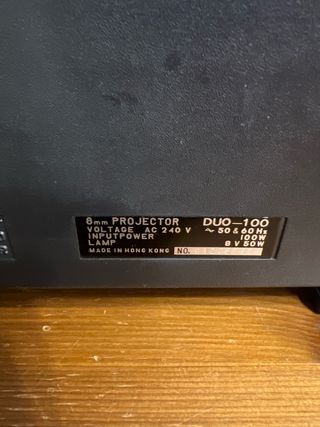 8mm PROJECTOR DUO-100
VOLTAGE AC 240 V ~ 50 & 60 Hz
INPUTPOWER 100W
LAMP 8V 50W
MADE IN HONG KONG NO.